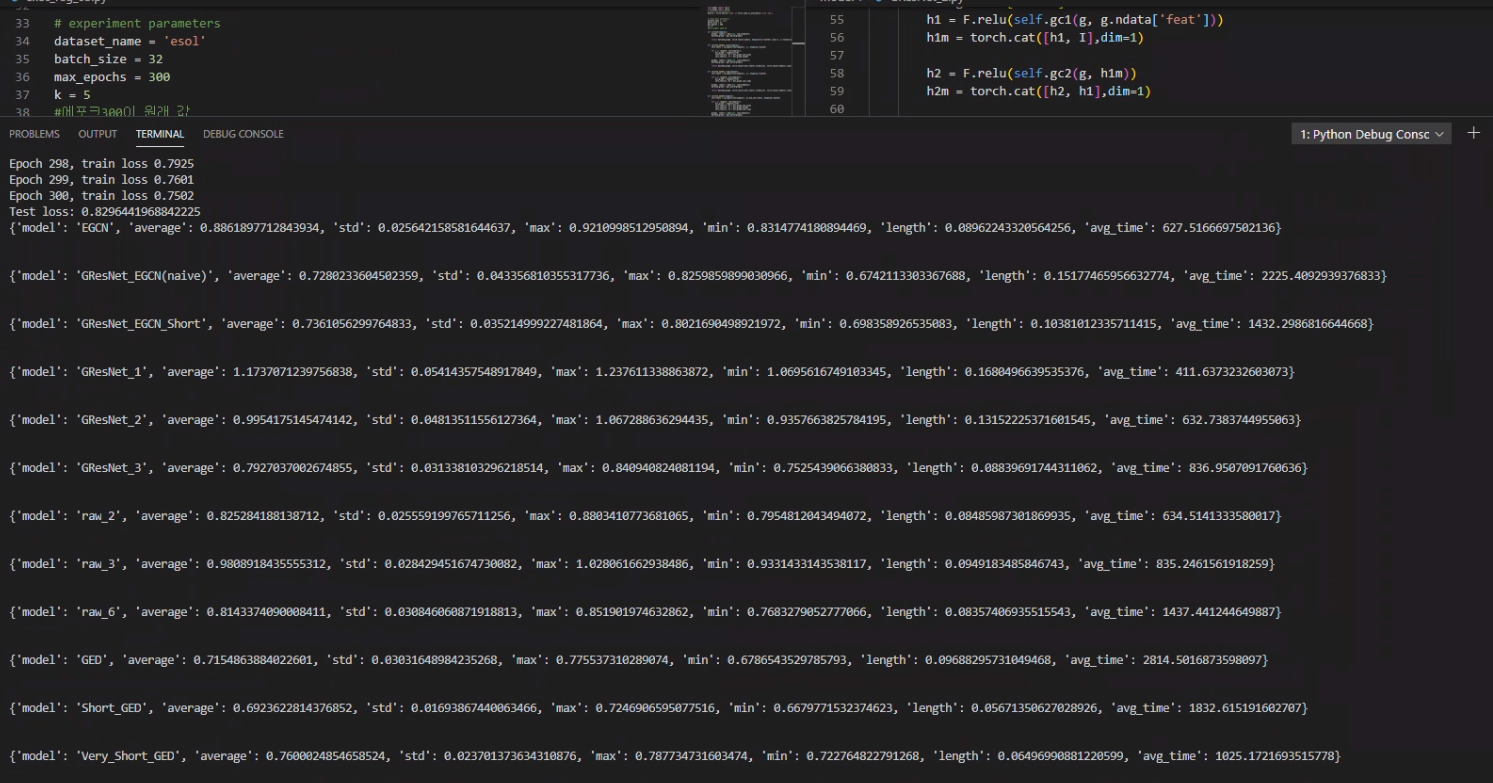 33 # experiment parameters
34 dataset_name = 'esol'
35 batch_size = 32
36 max_epochs = 300
37 k = 5
38 #에포크300이 원래 값
55 h1 = F.relu(self.gc1(g, g.ndata['feat']))
56 h1m = torch.cat([h1, I],dim=1)
57
58 h2 = F.relu(self.gc2(g, h1m))
59 h2m = torch.cat([h2, h1],dim=1)
60
PROBLEMS OUTPUT TERMINAL DEBUG CONSOLE
1: Python Debug Consc
Epoch 298, train loss 0.7925
Epoch 299, train loss 0.7601
Epoch 300, train loss 0.7502
Test loss: 0.8296441968842225
{'model': 'EGCN', 'average': 0.8861897712843934, 'std': 0.025642158581644637, 'max': 0.9210998512950894, 'min': 0.8314774180894469, 'length': 0.08962243320564256, 'avg_time': 627.5166697502136}
{'model': 'GResNet_EGCN(naive)', 'average': 0.7280233604502359, 'std': 0.043356810355317736, 'max': 0.8259859899030966, 'min': 0.6742113303367688, 'length': 0.15177465956632774, 'avg_time': 2225.4092939376833}
{'model': 'GResNet_EGCN_Short', 'average': 0.7361056299764833, 'std': 0.035214999227481864, 'max': 0.8021690498921972, 'min': 0.698358926535083, 'length': 0.10381012335711415, 'avg_time': 1432.2986816644668}
{'model': 'GResNet_1', 'average': 1.1737071239756838, 'std': 0.05414357548917849, 'max': 1.237611338863872, 'min': 1.0695616749103345, 'length': 0.1680496639535376, 'avg_time': 411.6373232603073}
{'model': 'GResNet_2', 'average': 0.9954175145474142, 'std': 0.04813511556127364, 'max': 1.067288636294435, 'min': 0.9357663825784195, 'length': 0.13152225371601545, 'avg_time': 632.7383744955063}
{'model': 'GResNet_3', 'average': 0.7927037002674855, 'std': 0.031338103296218514, 'max': 0.840940824081194, 'min': 0.7525439066380833, 'length': 0.08839691744311062, 'avg_time': 836.9507091760636}
{'model': 'raw_2', 'average': 0.825284188138712, 'std': 0.025559199765711256, 'max': 0.8803410773681065, 'min': 0.7954812043494072, 'length': 0.08485987301869935, 'avg_time': 634.5141333580017}
{'model': 'raw_3', 'average': 0.9808918435555312, 'std': 0.028429451674730082, 'max': 1.028061662938486, 'min': 0.9331433143538117, 'length': 0.0949183485846743, 'avg_time': 835.2461561918259}
{'model': 'raw_6', 'average': 0.8143374090008411, 'std': 0.030846060871918813, 'max': 0.851901974632862, 'min': 0.7683279052777066, 'length': 0.08357406935515543, 'avg_time': 1437.441244649887}
{'model': 'GED', 'average': 0.7154863884022601, 'std': 0.03031648984235268, 'max': 0.775537310289074, 'min': 0.6786543529785793, 'length': 0.09688295731049468, 'avg_time': 2814.5016873598097}
{'model': 'Short_GED', 'average': 0.6923622814376852, 'std': 0.01693867440063466, 'max': 0.7246906595077516, 'min': 0.6679771532374623, 'length': 0.05671350627028926, 'avg_time': 1832.615191602707}
{'model': 'Very_Short_GED', 'average': 0.7600024854658524, 'std': 0.023701373634310876, 'max': 0.787734731603474, 'min': 0.722764822791268, 'length': 0.06496990881220599, 'avg_time': 1025.1721693515778}